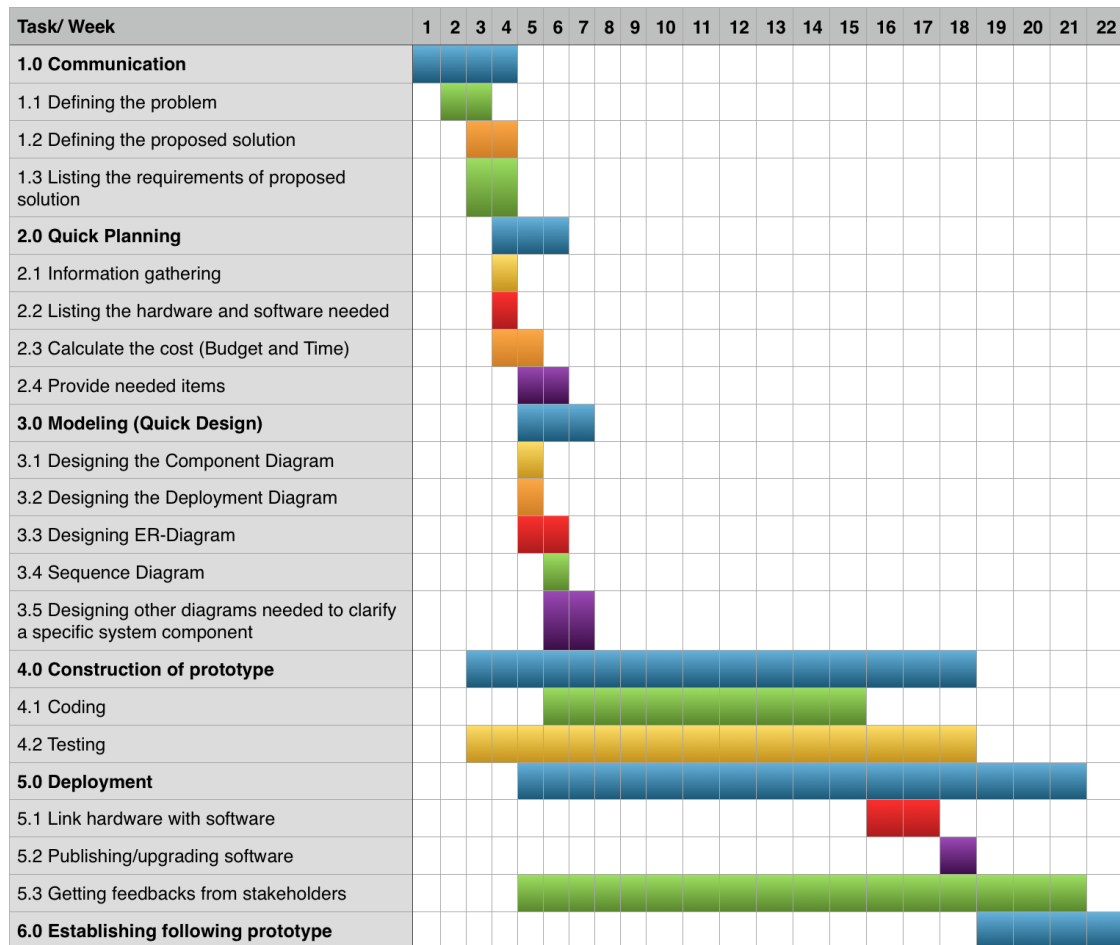 Task/ Week 1 2 3 4 5 6 7 8 9 10 11 12 13 14 15 16 17 18 19 20 21 22
1.0 Communication
1.1 Defining the problem
1.2 Defining the proposed solution
1.3 Listing the requirements of proposed
solution
2.0 Quick Planning
2.1 Information gathering
2.2 Listing the hardware and software needed
2.3 Calculate the cost (Budget and Time)
2.4 Provide needed items
3.0 Modeling (Quick Design)
3.1 Designing the Component Diagram
3.2 Designing the Deployment Diagram
3.3 Designing ER-Diagram
3.4 Sequence Diagram
3.5 Designing other diagrams needed to clarify
a specific system component
4.0 Construction of prototype
4.1 Coding
4.2 Testing
5.0 Deployment
5.1 Link hardware with software
5.2 Publishing/upgrading software
5.3 Getting feedbacks from stakeholders
6.0 Establishing following prototype